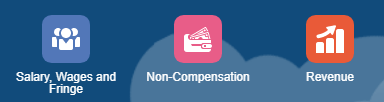 Salary, Wages and
Fringe
Non-Compensation
Revenue